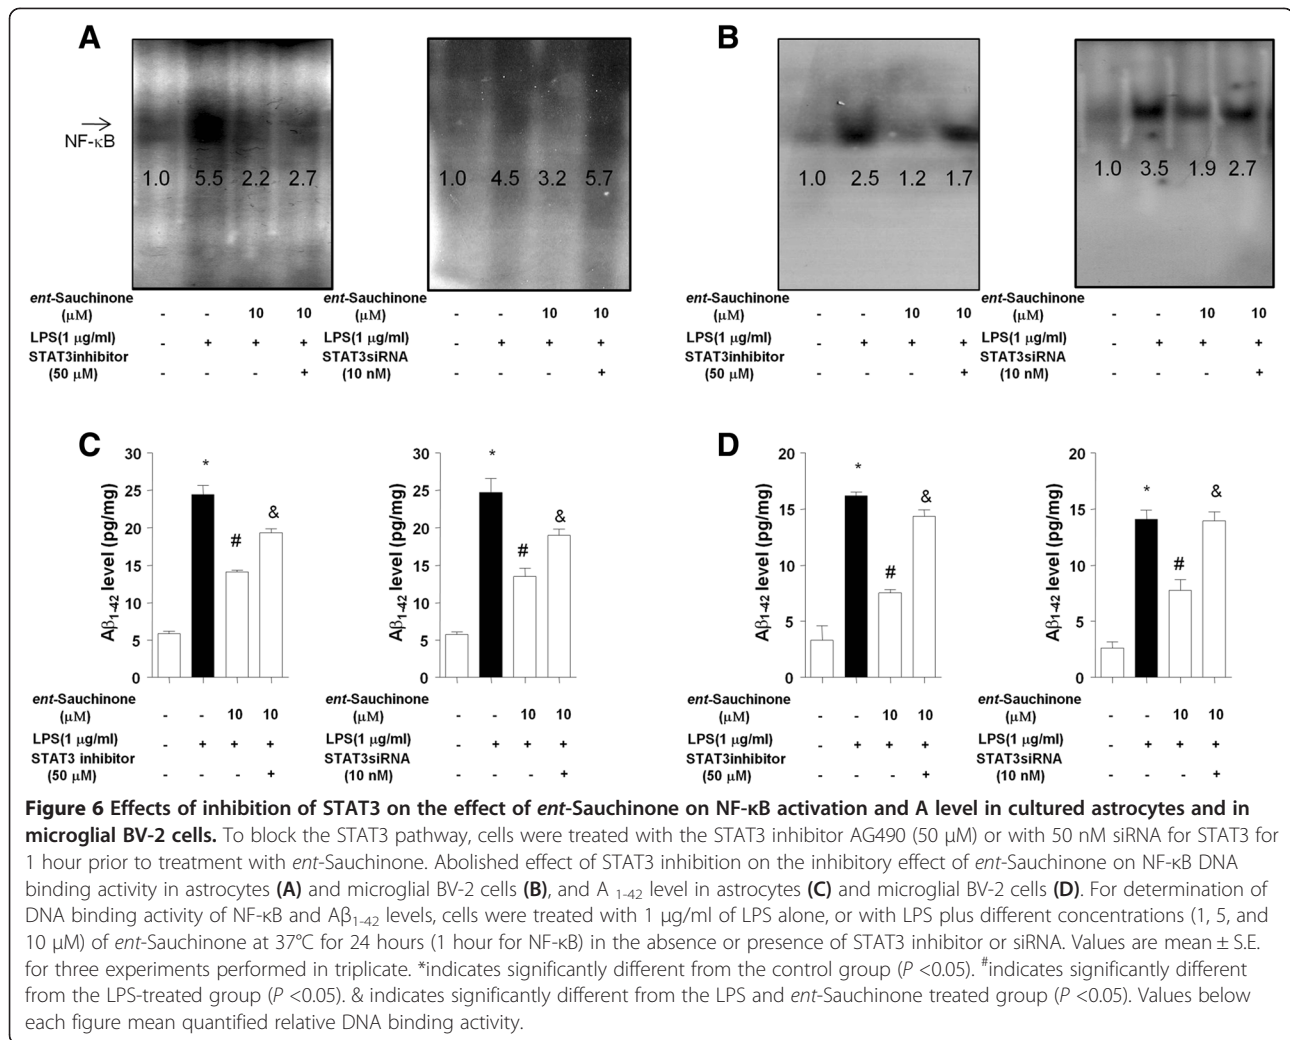 A
B
NF-κB
1.0 5.5 2.2 2.7
1.0 4.5 3.2 5.7
1.0 2.5 1.2 1.7
1.0 3.5 1.9 2.7
ent-Sauchinone
(μM) - - 10 10
LPS(1 μg/ml) - + + +
STAT3inhibitor
(50 μM) - - - +
ent-Sauchinone
(μM) - - 10 10
LPS(1 μg/ml) - + + +
STAT3siRNA
(10 nM) - - - +
ent-Sauchinone
(μM) - - 10 10
LPS(1 μg/ml) - + + +
STAT3inhibitor
(50 μM) - - - +
ent-Sauchinone
(μM) - - 10 10
LPS(1 μg/ml) - + + +
STAT3siRNA
(10 nM) - - - +
C
Aβ1-42 level (pg/mg)
30
25
20
15
10
5
0
* # &
ent-Sauchinone
(μM) - - 10 10
LPS(1 μg/ml) - + + +
STAT3 inhibitor
(50 μM) - - - +
Aβ1-42 level (pg/mg)
30
25
20
15
10
5
0
* # &
ent-Sauchinone
(μM) - - 10 10
LPS(1 μg/ml) - + + +
STAT3siRNA
(10 nM) - - - +
D
Aβ1-42 level (pg/mg)
20
15
10
5
0
* # &
ent-Sauchinone
(μM) - - 10 10
LPS(1 μg/ml) - + + +
STAT3inhibitor
(50 μM) - - - +
Aβ1-42 level (pg/mg)
20
15
10
5
0
* # &
ent-Sauchinone
(μM) - - 10 10
LPS(1 μg/ml) - + + +
STAT3siRNA
(10 nM) - - - +
Figure 6 Effects of inhibition of STAT3 on the effect of ent-Sauchinone on NF-κB activation and A level in cultured astrocytes and in
microglial BV-2 cells. To block the STAT3 pathway, cells were treated with the STAT3 inhibitor AG490 (50 μM) or with 50 nM siRNA for STAT3 for
1 hour prior to treatment with ent-Sauchinone. Abolished effect of STAT3 inhibition on the inhibitory effect of ent-Sauchinone on NF-κB DNA
binding activity in astrocytes (A) and microglial BV-2 cells (B), and A 1-42 level in astrocytes (C) and microglial BV-2 cells (D). For determination of
DNA binding activity of NF-κB and Aβ1-42 levels, cells were treated with 1 μg/ml of LPS alone, or with LPS plus different concentrations (1, 5, and
10 μM) of ent-Sauchinone at 37°C for 24 hours (1 hour for NF-κB) in the absence or presence of STAT3 inhibitor or siRNA. Values are mean ± S.E.
for three experiments performed in triplicate. *indicates significantly different from the control group (P <0.05). #indicates significantly different
from the LPS-treated group (P <0.05). & indicates significantly different from the LPS and ent-Sauchinone treated group (P <0.05). Values below
each figure mean quantified relative DNA binding activity.